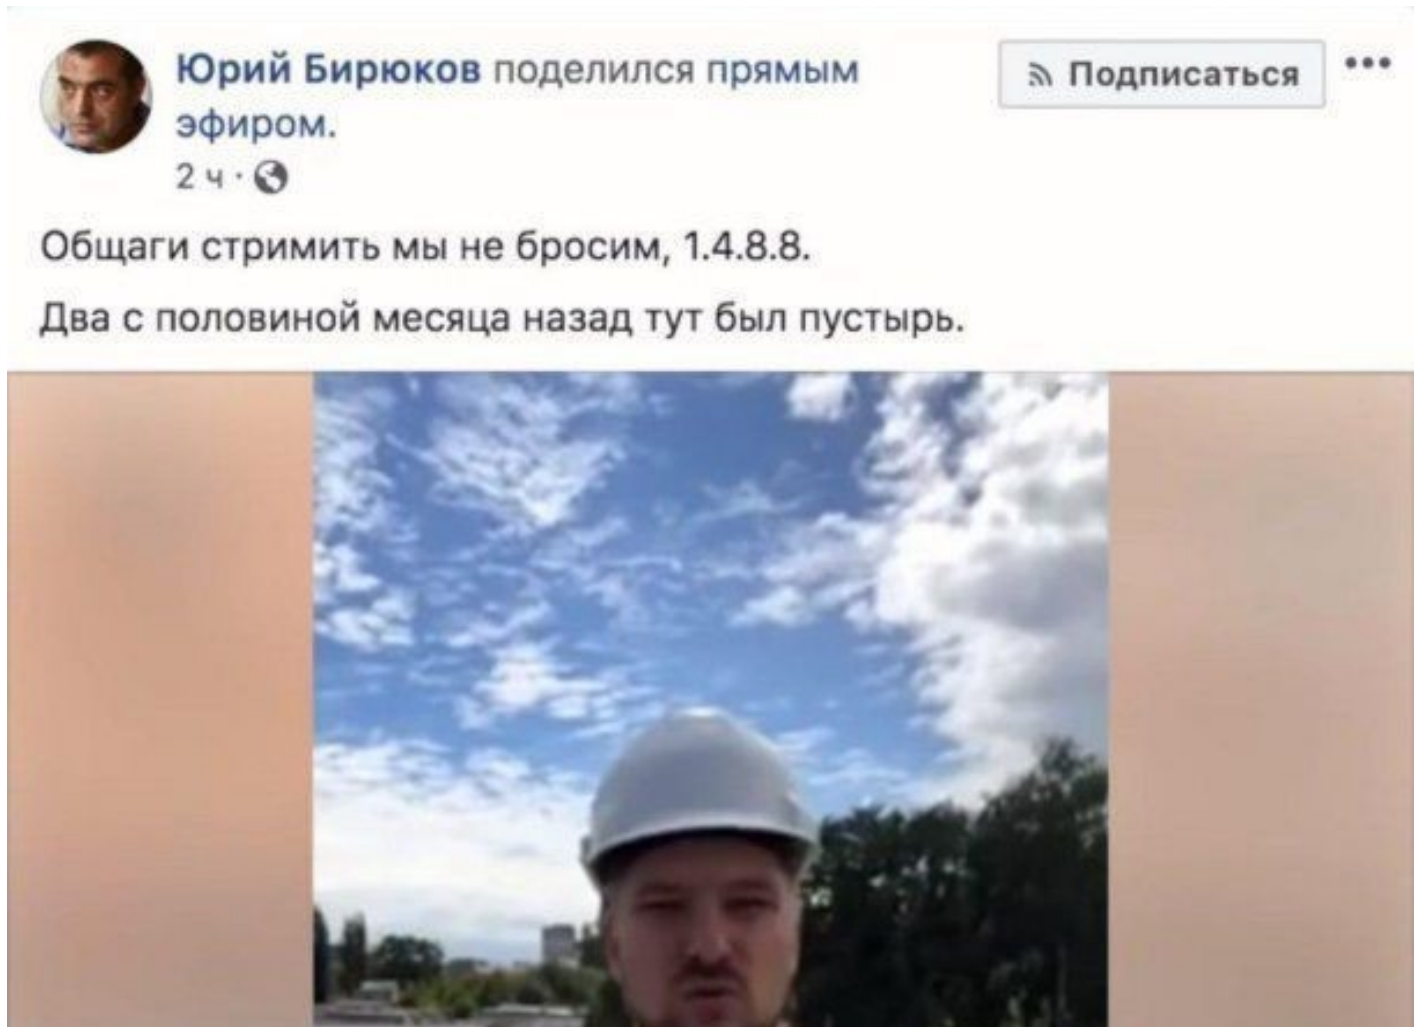 Юрий Бирюков поделился прямым
эфиром.
2 ч ·
Подписаться
Общаги стримить мы не бросим, 1.4.8.8.
Два с половиной месяца назад тут был пустырь.